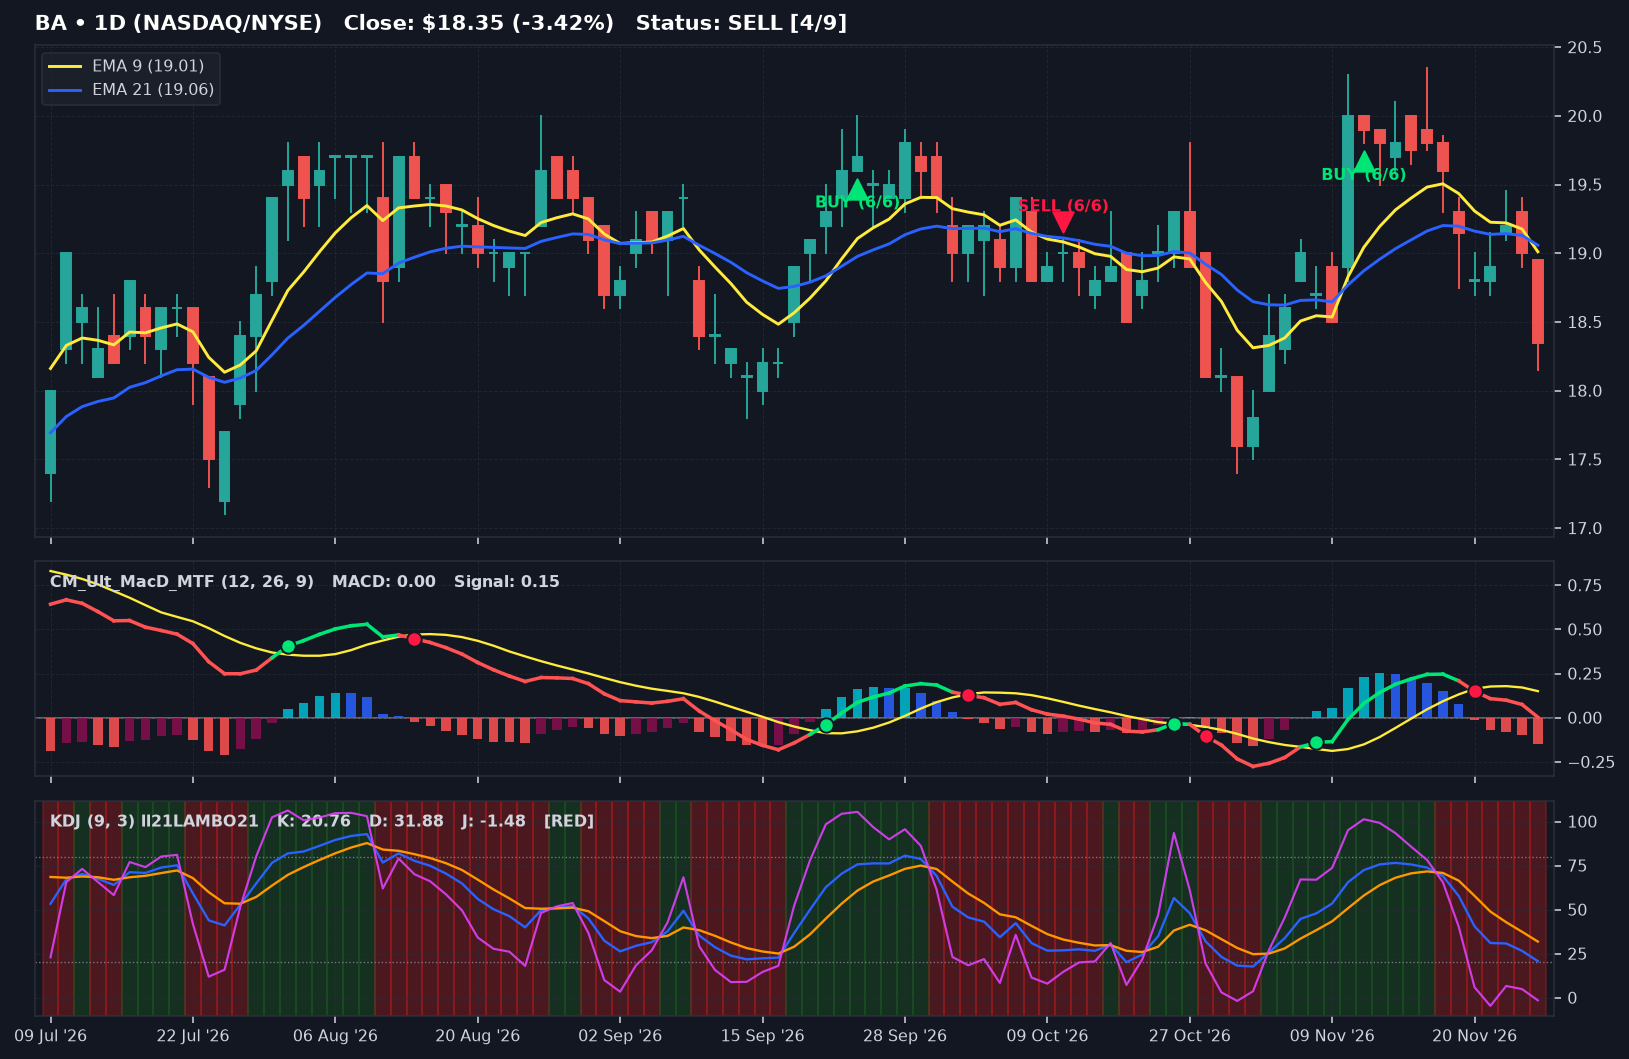 BA • 1D (NASDAQ/NYSE)   Close: $18.35 (-3.42%)   Status: SELL [4/9]
EMA 9 (19.01)
EMA 21 (19.06)
20.5
20.0
19.5
19.0
18.5
18.0
17.5
17.0
BUY (6/6)
SELL (6/6)
BUY (6/6)
CM_Ult_MacD_MTF (12, 26, 9)   MACD: 0.00   Signal: 0.15
0.75
0.50
0.25
0.00
−0.25
KDJ (9, 3) II21LAMBO21   K: 20.76   D: 31.88   J: -1.48   [RED]
100
75
50
25
0
09 Jul '26
22 Jul '26
06 Aug '26
20 Aug '26
02 Sep '26
15 Sep '26
28 Sep '26
09 Oct '26
27 Oct '26
09 Nov '26
20 Nov '26